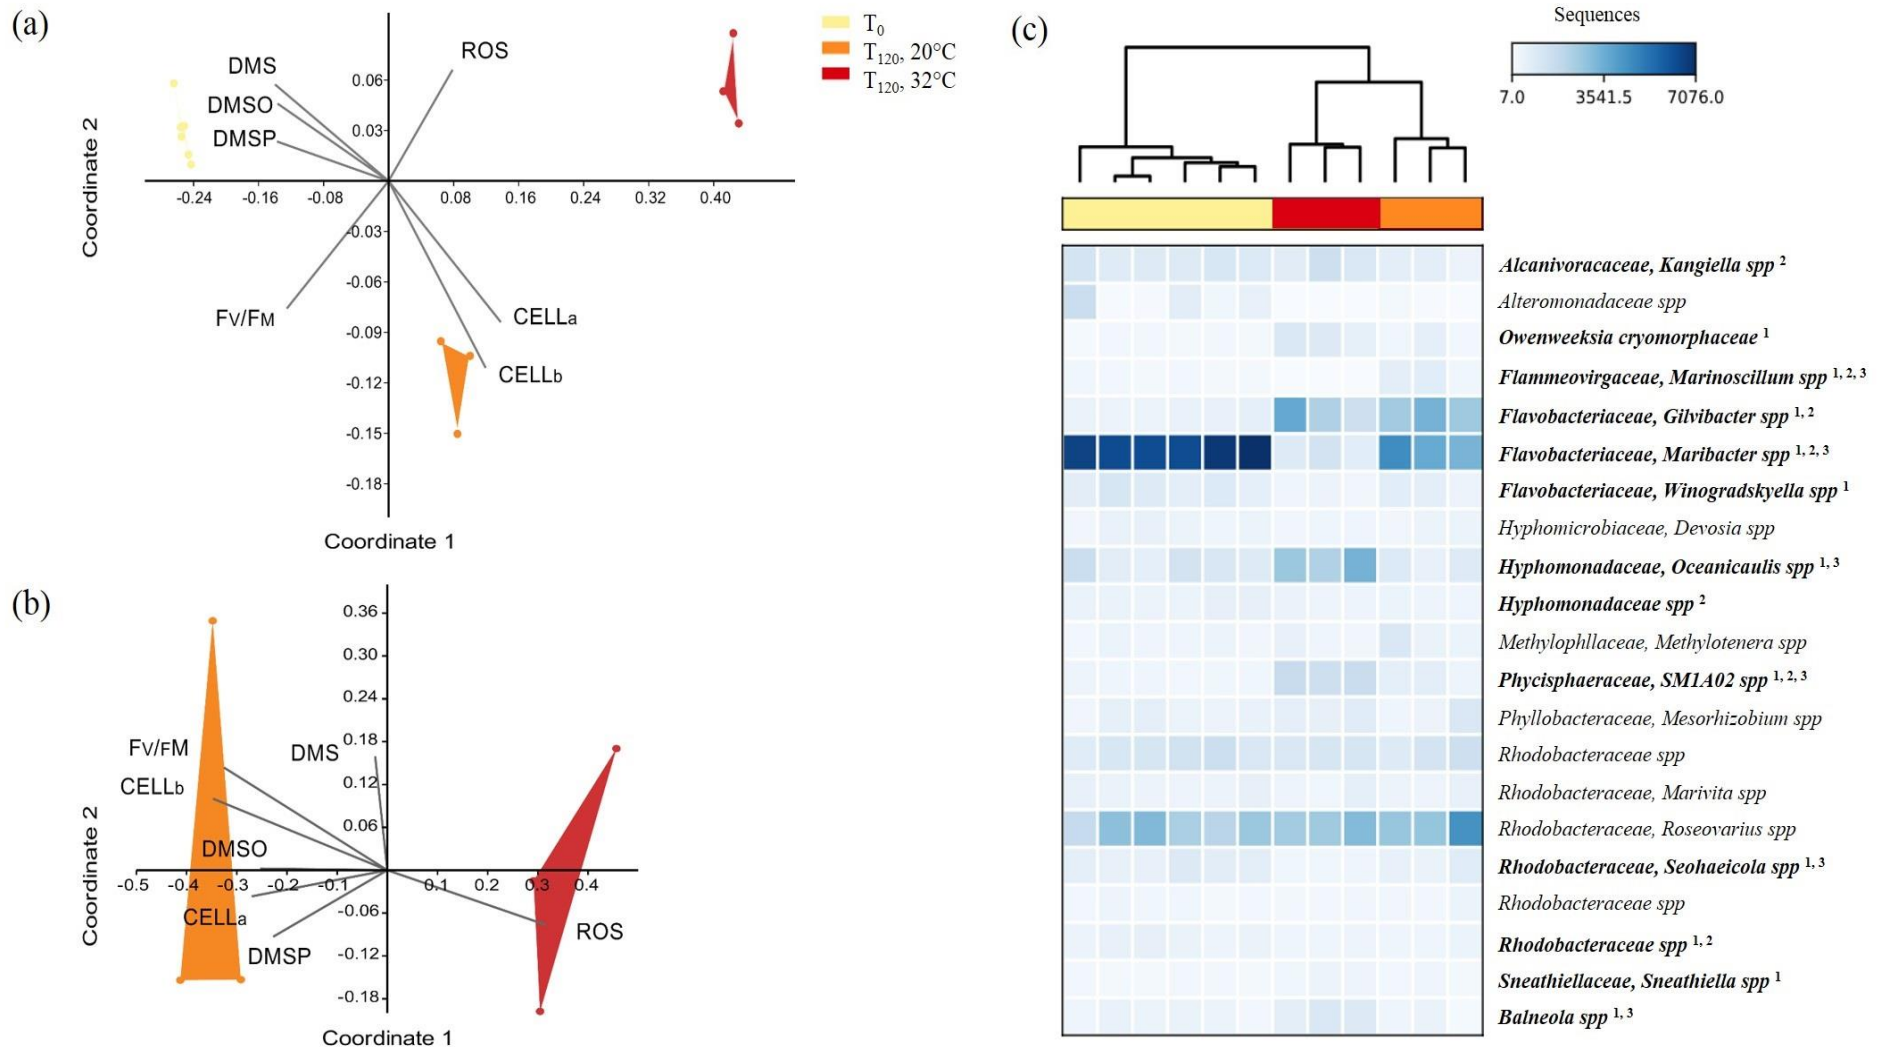 (a)
T0
T120, 20°C
T120, 32°C
ROS
DMS
DMSO
DMSP
0.06
0.03
-0.24 -0.16 -0.08 0.08 0.16 0.24 0.32 0.40
-0.03
-0.06
-0.09
-0.12
-0.15
-0.18
FV/FM
CELLa
CELLb
Coordinate 2
Coordinate 1
(b)
0.36
0.30
0.24
0.18
0.12
0.06
-0.5 -0.4 -0.3 -0.2 -0.1 0.1 0.2 0.3 0.4
-0.06
-0.12
-0.18
FV/FM
DMS
CELLb
DMSO
CELLa
DMSP
ROS
Coordinate 2
Coordinate 1
(c)
Sequences
7.0 3541.5 7076.0
Alcanivoracaceae, Kangiella spp 2
Alteromonadaceae spp
Owenweeksia cryomorphaceae 1
Flammeovirgaceae, Marinoscillum spp 1, 2, 3
Flavobacteriaceae, Gilvibacter spp 1, 2
Flavobacteriaceae, Maribacter spp 1, 2, 3
Flavobacteriaceae, Winogradskyella spp 1
Hyphomicrobiaceae, Devosia spp
Hyphomonadaceae, Oceanicaulis spp 1, 3
Hyphomonadaceae spp 2
Methylophllaceae, Methylotenera spp
Phycisphaeraceae, SM1A02 spp 1, 2, 3
Phyllobacteraceae, Mesorhizobium spp
Rhodobacteraceae spp
Rhodobacteraceae, Marivita spp
Rhodobacteraceae, Roseovarius spp
Rhodobacteraceae, Seohaeicola spp 1, 3
Rhodobacteraceae spp
Rhodobacteraceae spp 1, 2
Sneathiellaceae, Sneathiella spp 1
Balneola spp 1, 3